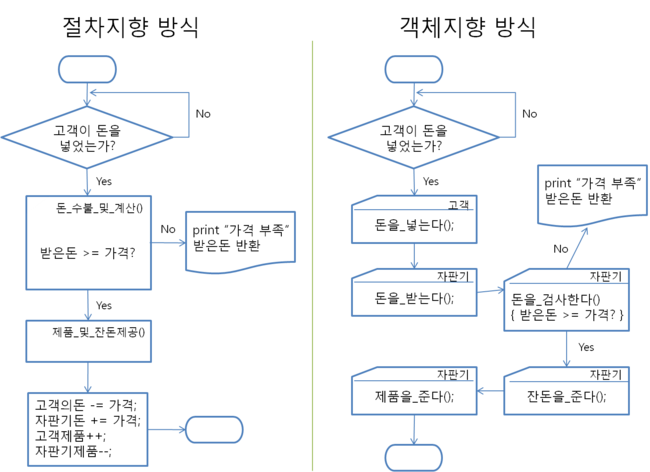 절차지향 방식
고객이 돈을
넣었는가?
No
Yes
돈_수불_및_계산()
받은돈 >= 가격?
No
print "가격 부족"
받은돈 반환
Yes
제품_및_잔돈제공()
고객의돈 -= 가격;
자판기돈 += 가격;
고객제품++;
자판기제품--;
객체지향 방식
고객이 돈을
넣었는가?
No
Yes
고객
돈을_넣는다();
자판기
돈을_받는다();
자판기
돈을_검사한다()
{ 받은돈 >= 가격? }
No
print "가격 부족"
받은돈 반환
Yes
자판기
잔돈을_준다();
자판기
제품을_준다();